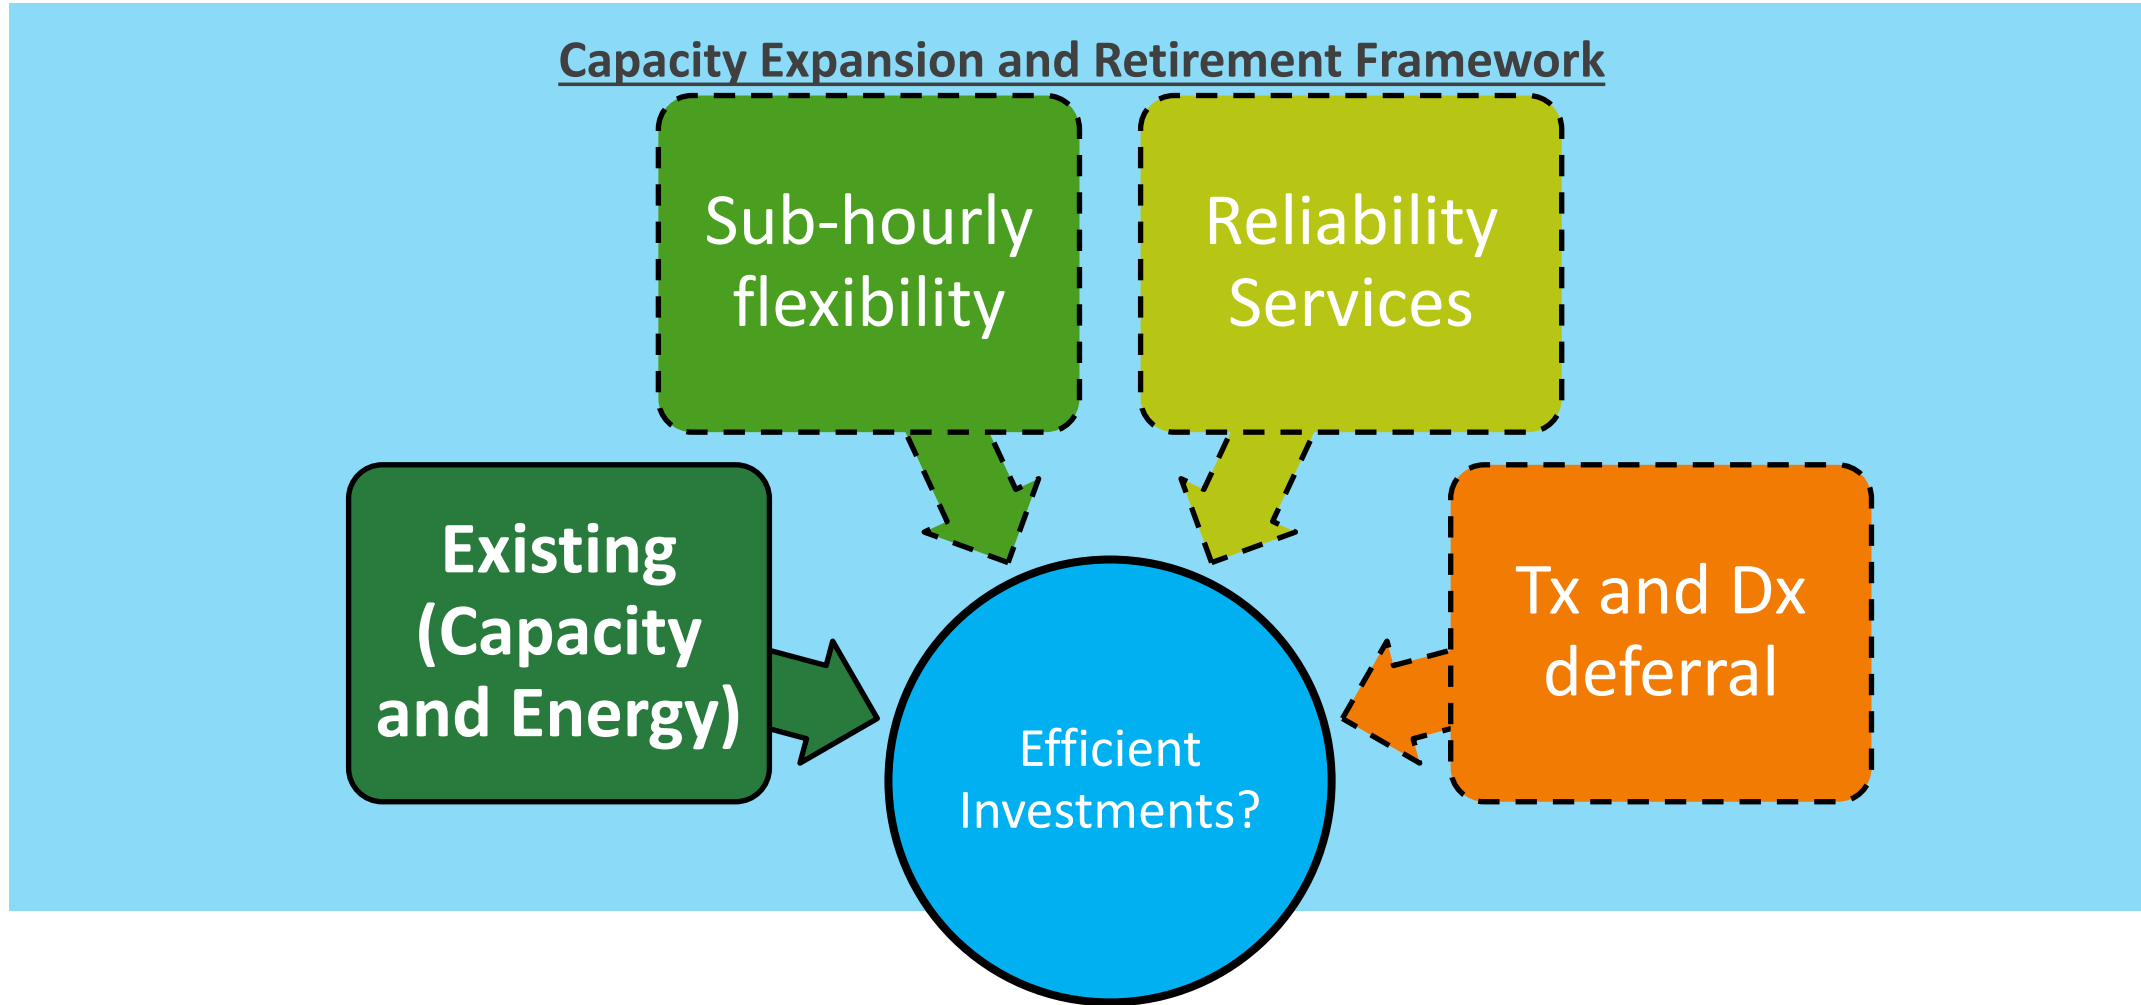 Capacity Expansion and Retirement Framework
Sub-hourly
flexibility
Reliability
Services
Existing
(Capacity
and Energy)
Tx and Dx
deferral
Efficient
Investments?